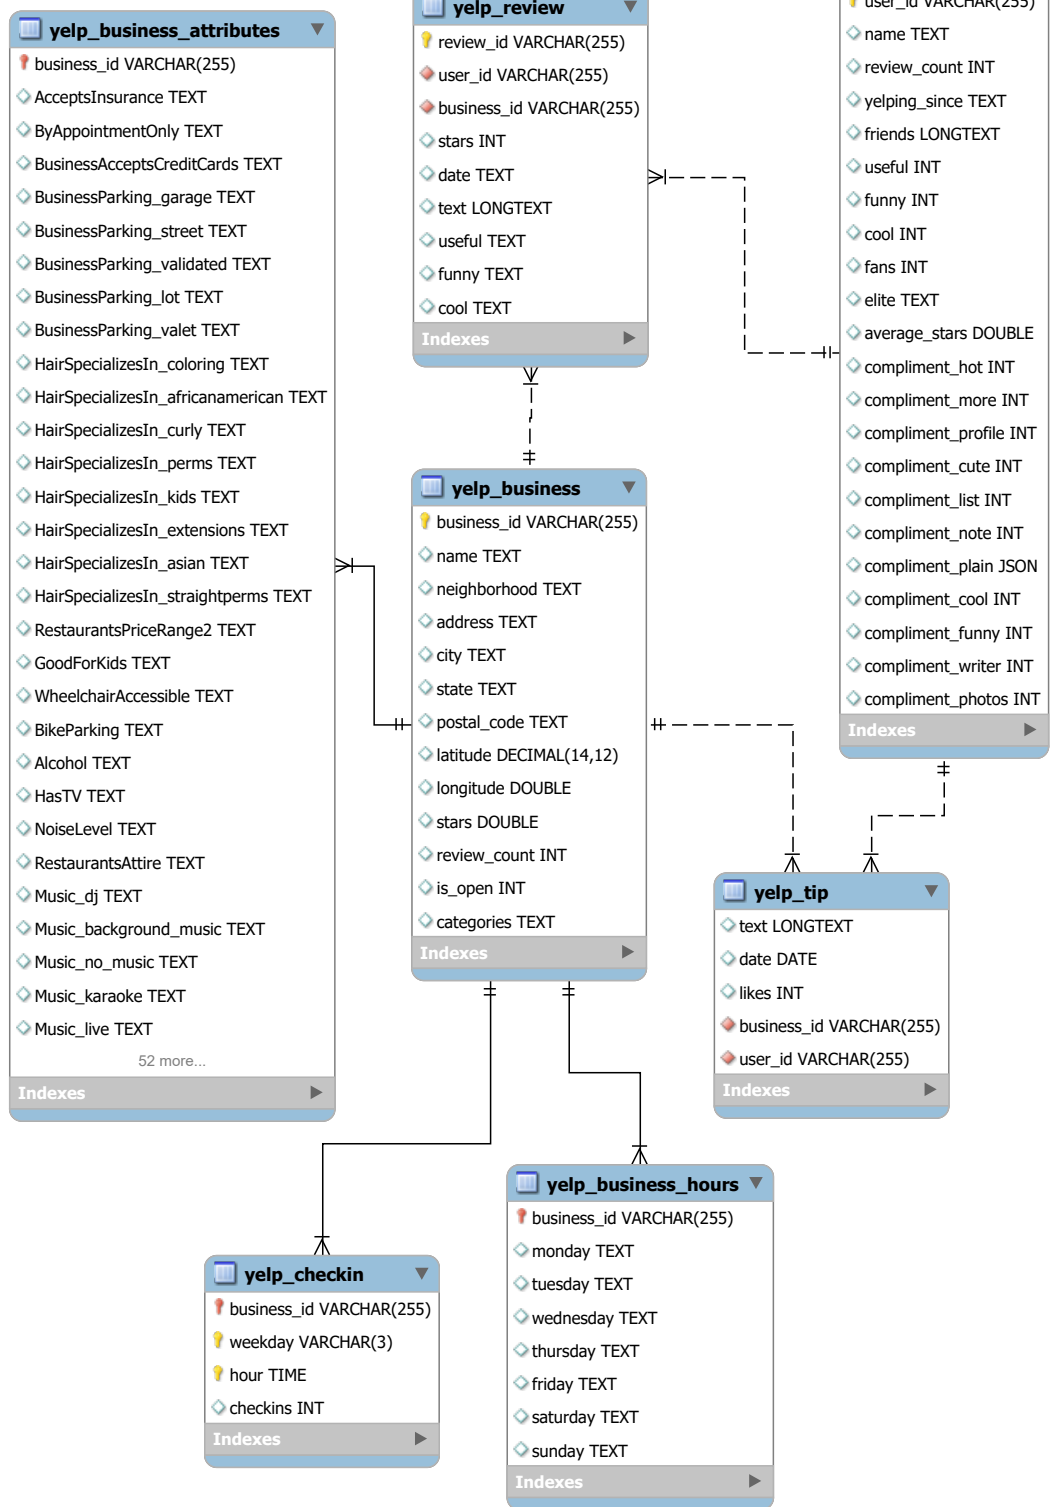 yelp_business_attributes
business_id VARCHAR(255)
AcceptsInsurance TEXT
ByAppointmentOnly TEXT
BusinessAcceptsCreditCards TEXT
BusinessParking_garage TEXT
BusinessParking_street TEXT
BusinessParking_validated TEXT
BusinessParking_lot TEXT
BusinessParking_valet TEXT
HairSpecializesIn_coloring TEXT
HairSpecializesIn_africanamerican TEXT
HairSpecializesIn_curly TEXT
HairSpecializesIn_perms TEXT
HairSpecializesIn_kids TEXT
HairSpecializesIn_extensions TEXT
HairSpecializesIn_asian TEXT
HairSpecializesIn_straightperms TEXT
RestaurantsPriceRange2 TEXT
GoodForKids TEXT
WheelchairAccessible TEXT
BikeParking TEXT
Alcohol TEXT
HasTV TEXT
NoiseLevel TEXT
RestaurantsAttire TEXT
Music_dj TEXT
Music_background_music TEXT
Music_no_music TEXT
Music_karaoke TEXT
Music_live TEXT
52 more...
Indexes
yelp_review
review_id VARCHAR(255)
user_id VARCHAR(255)
business_id VARCHAR(255)
stars INT
date TEXT
text LONGTEXT
useful TEXT
funny TEXT
cool TEXT
Indexes
user_id VARCHAR(255)
name TEXT
review_count INT
yelping_since TEXT
friends LONGTEXT
useful INT
funny INT
cool INT
fans INT
elite TEXT
average_stars DOUBLE
compliment_hot INT
compliment_more INT
compliment_profile INT
compliment_cute INT
compliment_list INT
compliment_note INT
compliment_plain JSON
compliment_cool INT
compliment_funny INT
compliment_writer INT
compliment_photos INT
Indexes
yelp_business
business_id VARCHAR(255)
name TEXT
neighborhood TEXT
address TEXT
city TEXT
state TEXT
postal_code TEXT
latitude DECIMAL(14,12)
longitude DOUBLE
stars DOUBLE
review_count INT
is_open INT
categories TEXT
Indexes
yelp_tip
text LONGTEXT
date DATE
likes INT
business_id VARCHAR(255)
user_id VARCHAR(255)
Indexes
yelp_business_hours
business_id VARCHAR(255)
monday TEXT
tuesday TEXT
wednesday TEXT
thursday TEXT
friday TEXT
saturday TEXT
sunday TEXT
Indexes
yelp_checkin
business_id VARCHAR(255)
weekday VARCHAR(3)
hour TIME
checkins INT
Indexes